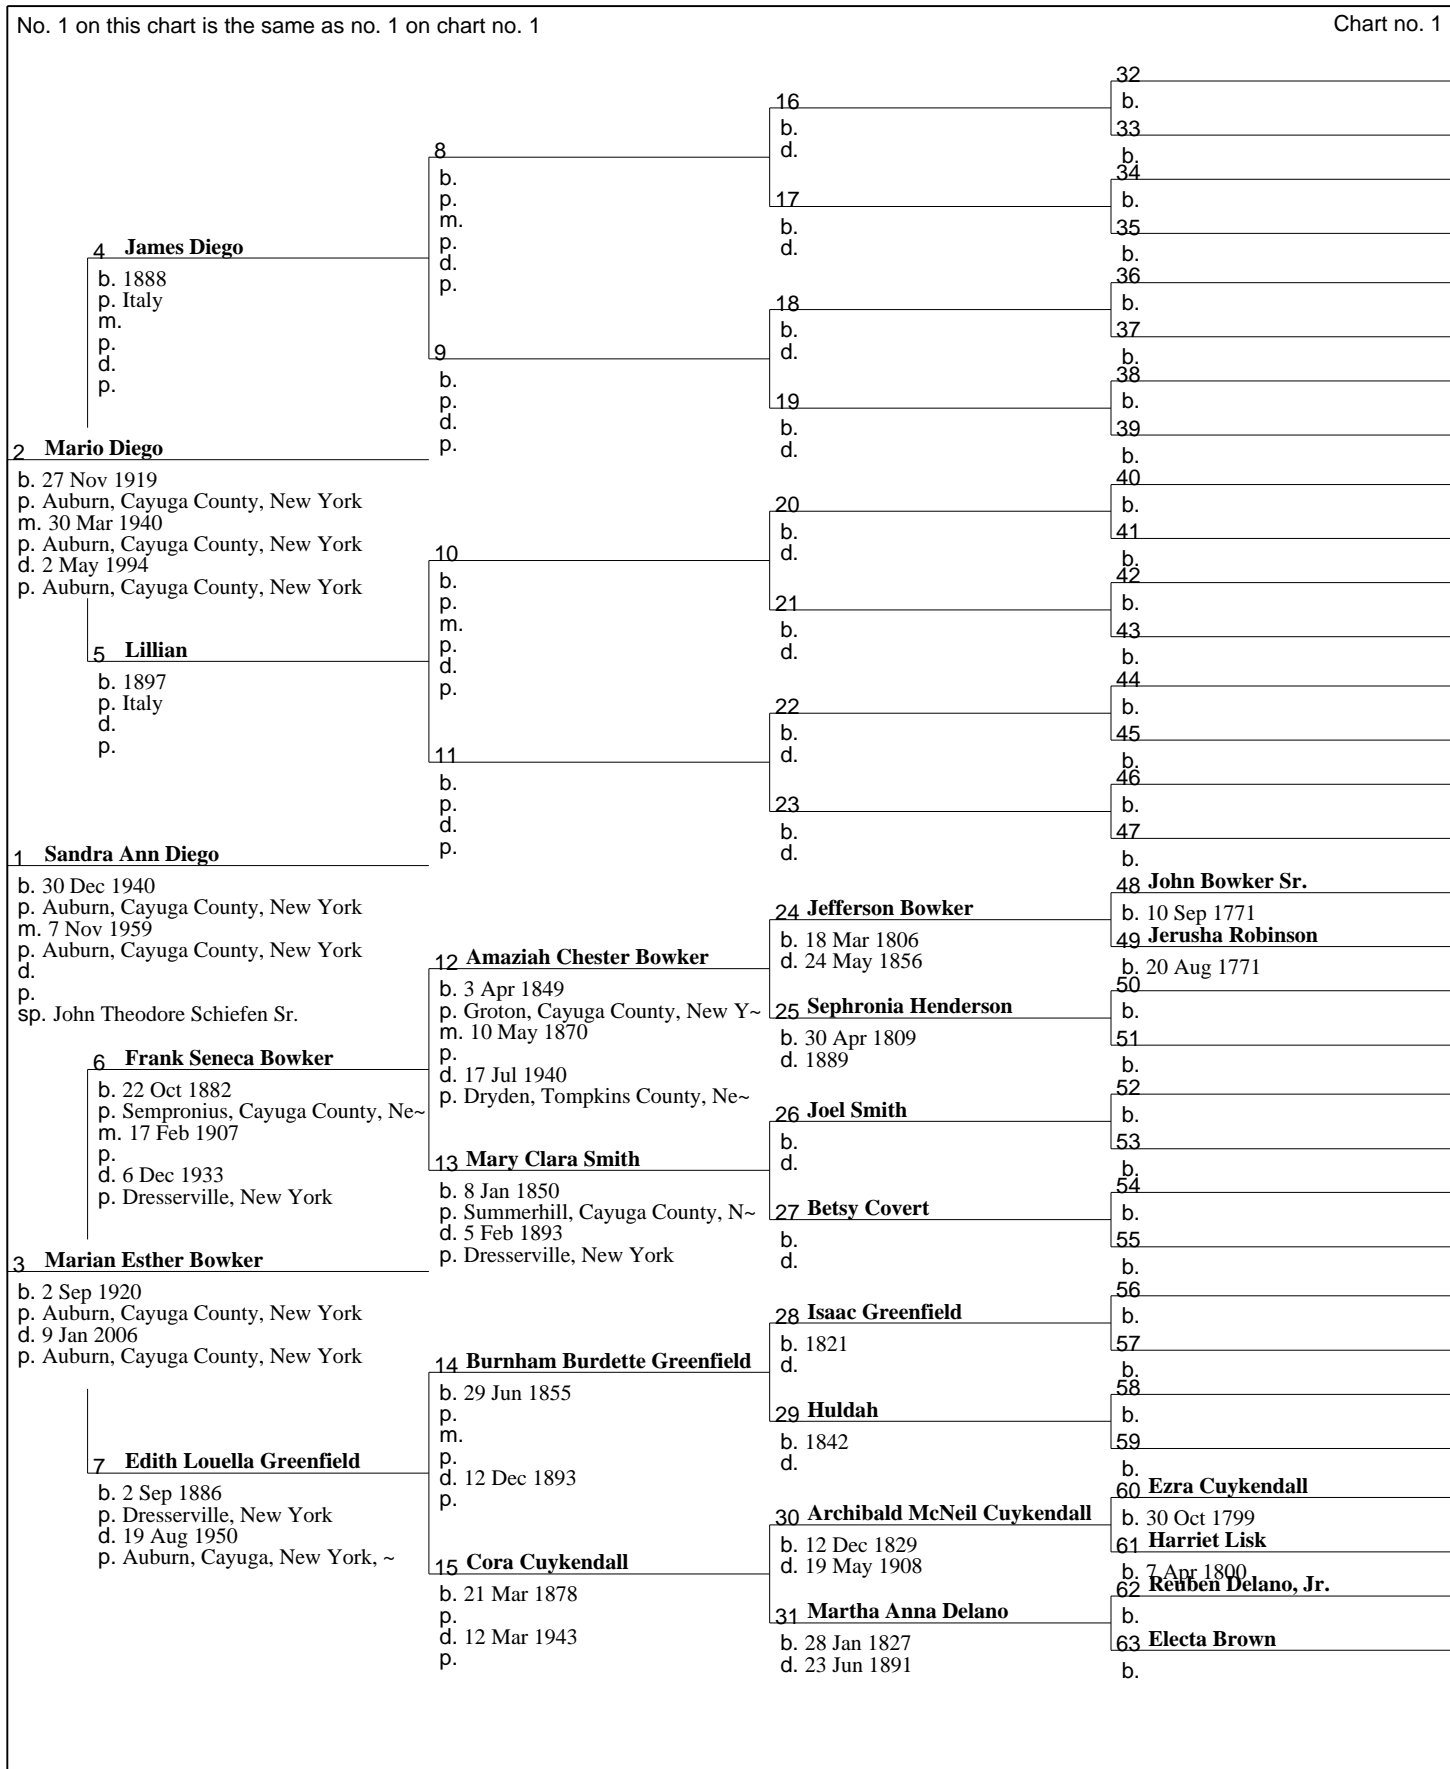 No. 1 on this chart is the same as no. 1 on chart no. 1
Chart no. 1
1 Sandra Ann Diego
b. 30 Dec 1940
p. Auburn, Cayuga County, New York
m. 7 Nov 1959
p. Auburn, Cayuga County, New York
d.
p.
sp. John Theodore Schiefen Sr.
2 Mario Diego
b. 27 Nov 1919
p. Auburn, Cayuga County, New York
m. 30 Mar 1940
p. Auburn, Cayuga County, New York
d. 2 May 1994
p. Auburn, Cayuga County, New York
3 Marian Esther Bowker
b. 2 Sep 1920
p. Auburn, Cayuga County, New York
d. 9 Jan 2006
p. Auburn, Cayuga County, New York
4 James Diego
b. 1888
p. Italy
m.
p.
d.
p.
5 Lillian
b. 1897
p. Italy
d.
p.
6 Frank Seneca Bowker
b. 22 Oct 1882
p. Sempronius, Cayuga County, Ne~
m. 17 Feb 1907
p.
d. 6 Dec 1933
p. Dresserville, New York
7 Edith Louella Greenfield
b. 2 Sep 1886
p. Dresserville, New York
d. 19 Aug 1950
p. Auburn, Cayuga, New York, ~
8
b.
p.
m.
p.
d.
p.
9
b.
p.
d.
p.
10
b.
p.
m.
p.
d.
p.
11
b.
p.
d.
p.
12 Amaziah Chester Bowker
b. 3 Apr 1849
p. Groton, Cayuga County, New Y~
m. 10 May 1870
p.
d. 17 Jul 1940
p. Dryden, Tompkins County, Ne~
13 Mary Clara Smith
b. 8 Jan 1850
p. Summerhill, Cayuga County, N~
d. 5 Feb 1893
p. Dresserville, New York
14 Burnham Burdette Greenfield
b. 29 Jun 1855
p.
m.
p.
d. 12 Dec 1893
p.
15 Cora Cuykendall
b. 21 Mar 1878
p.
d. 12 Mar 1943
p.
16
b.
d.
17
b.
d.
18
b.
d.
19
b.
d.
20
b.
d.
21
b.
d.
22
b.
d.
23
b.
d.
24 Jefferson Bowker
b. 18 Mar 1806
d. 24 May 1856
25 Sephronia Henderson
b. 30 Apr 1809
d. 1889
26 Joel Smith
b.
d.
27 Betsy Covert
b.
d.
28 Isaac Greenfield
b. 1821
d.
29 Huldah
b. 1842
d.
30 Archibald McNeil Cuykendall
b. 12 Dec 1829
d. 19 May 1908
31 Martha Anna Delano
b. 28 Jan 1827
d. 23 Jun 1891
32
b.
33
b.
34
b.
35
b.
36
b.
37
b.
38
b.
39
b.
40
b.
41
b.
42
b.
43
b.
44
b.
45
b.
46
b.
47
b.
48 John Bowker Sr.
b. 10 Sep 1771
49 Jerusha Robinson
b. 20 Aug 1771
50
b.
51
b.
52
b.
53
b.
54
b.
55
b.
56
b.
57
b.
58
b.
59
b.
60 Ezra Cuykendall
b. 30 Oct 1799
61 Harriet Lisk
b. 7 Apr 1800
62 Reuben Delano, Jr.
b.
63 Electa Brown
b.